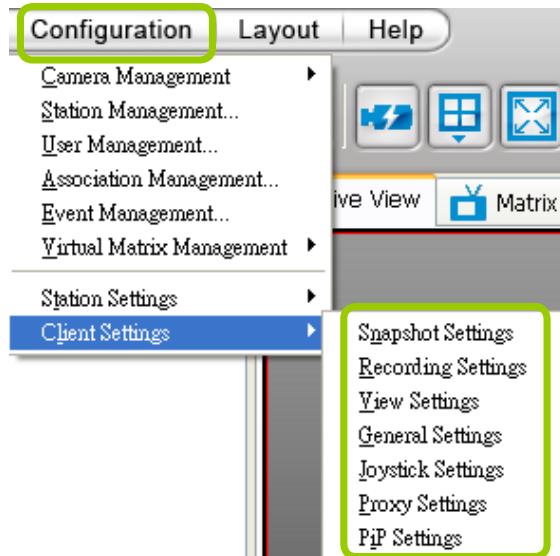 Configuration Layout Help
Camera Management
Station Management...
User Management...
Association Management...
Event Management...
ive View Matrix
Virtual Matrix Management
Station Settings
Client Settings
Snapshot Settings
Recording Settings
View Settings
General Settings
Joystick Settings
Proxy Settings
PiP Settings